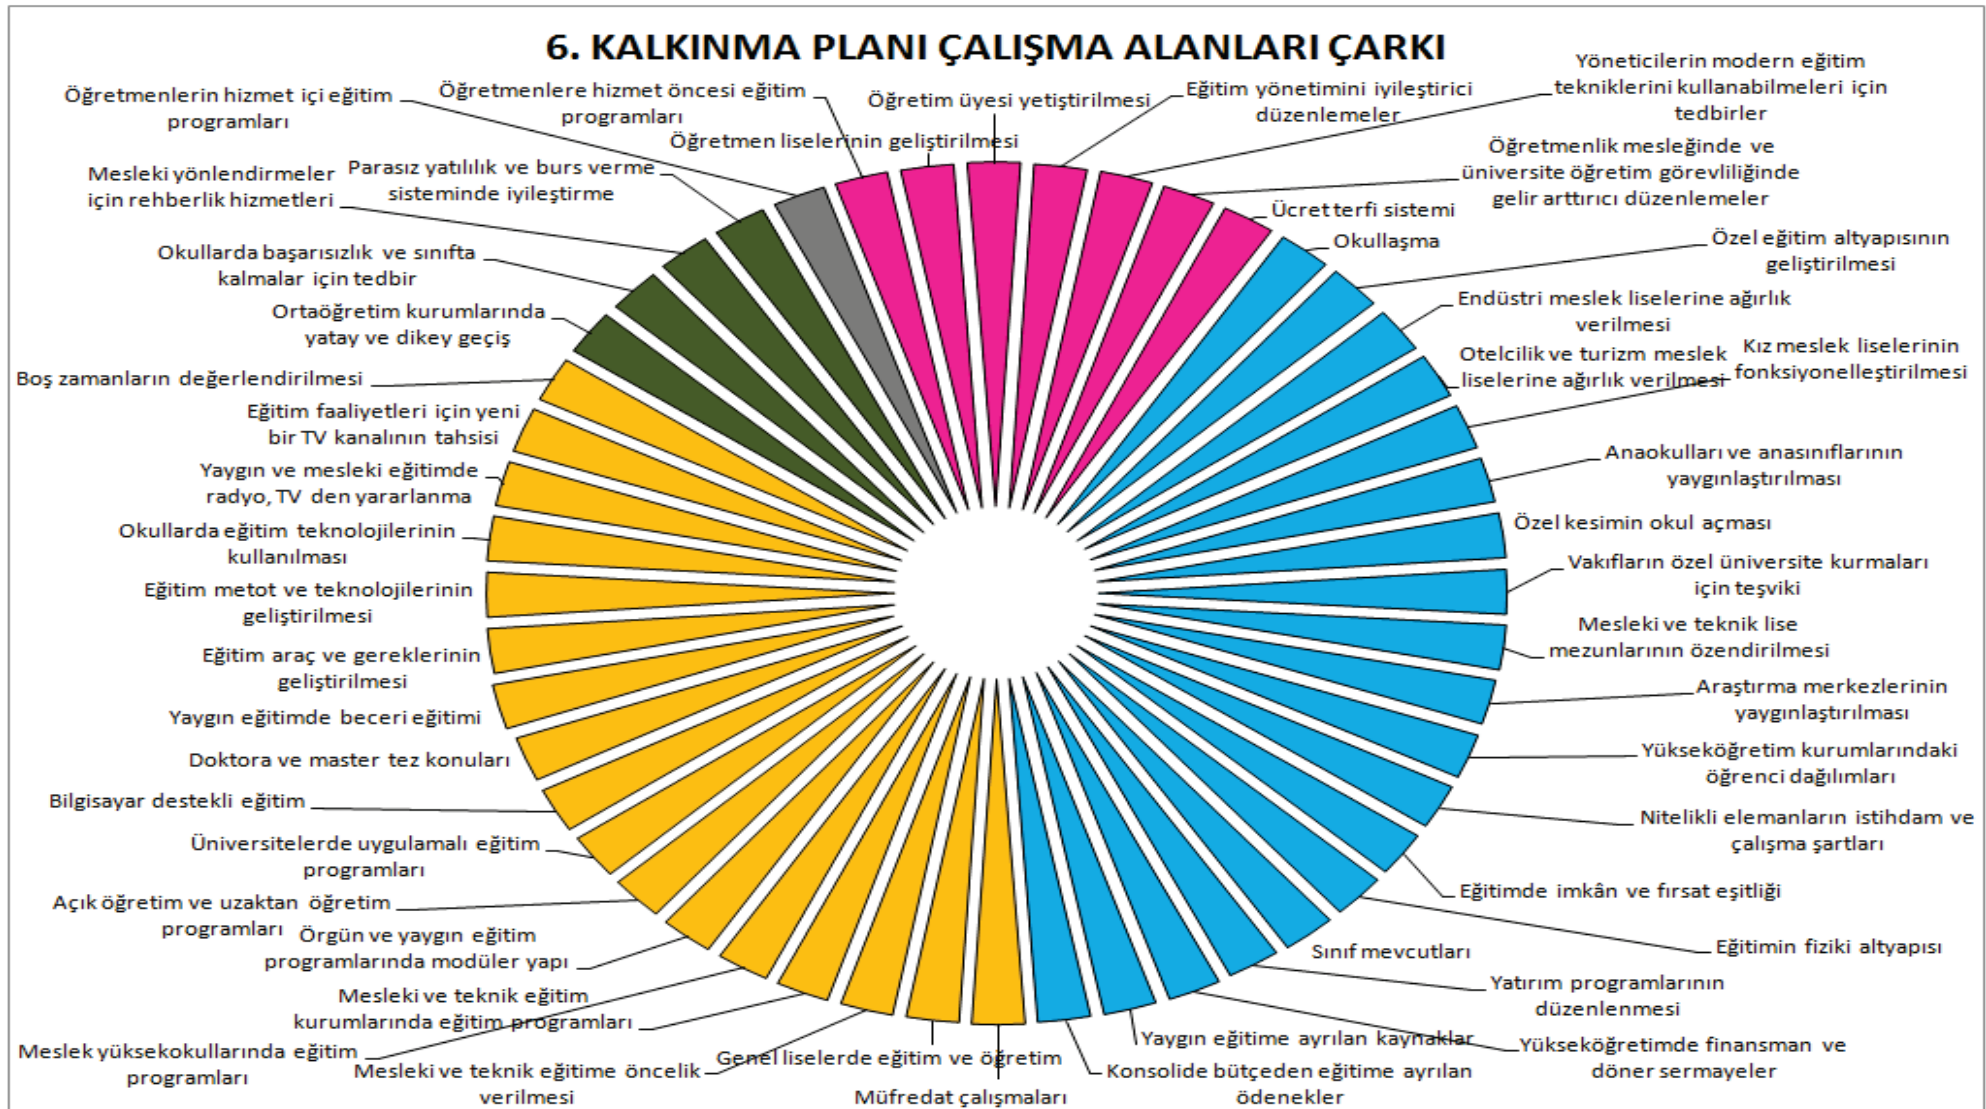 6. KALKINMA PLANI ÇALIŞMA ALANLARI ÇARKI
Öğretim üyesi yetiştirilmesi
Eğitim yönetimini iyileştirici
düzenlemeler
Yöneticilerin modern eğitim
tekniklerini kullanabilmeleri için
tedbirler
Öğretmenlik mesleğinde ve
üniversite öğretim görevliliğinde
gelir arttırıcı düzenlemeler
Ücret terfi sistemi
Okullaşma
Özel eğitim altyapısının
geliştirilmesi
Endüstri meslek liselerine ağırlık
verilmesi
Otelcilik ve turizm meslek
liselerine ağırlık verilmesi
Kız meslek liselerinin
fonksiyonelleştirilmesi
Anaokulları ve anasınıflarının
yaygınlaştırılması
Özel kesimin okul açması
Vakıfların özel üniversite kurmaları
için teşviki
Mesleki ve teknik lise
mezunlarının özendirilmesi
Araştırma merkezlerinin
yaygınlaştırılması
Yükseköğretim kurumlarındaki
öğrenci dağılımları
Nitelikli elemanların istihdam ve
çalışma şartları
Eğitimde imkân ve fırsat eşitliği
Eğitimin fiziki altyapısı
Sınıf mevcutları
Yatırım programlarının
düzenlenmesi
Yükseköğretimde finansman ve
döner sermayeler
Yaygın eğitime ayrılan kaynaklar
Konsolide bütçeden eğitime ayrılan
ödenekler
Müfredat çalışmaları
Genel liselerde eğitim ve öğretim
Mesleki ve teknik eğitime öncelik
verilmesi
Mesleki ve teknik eğitim
kurumlarında eğitim programları
Meslek yüksekokullarında eğitim
programları
Örgün ve yaygın eğitim
programlarında modüler yapı
Açık öğretim ve uzaktan öğretim
programları
Üniversitelerde uygulamalı eğitim
programları
Bilgisayar destekli eğitim
Doktora ve master tez konuları
Yaygın eğitimde beceri eğitimi
Eğitim araç ve gereklerinin
geliştirilmesi
Eğitim metot ve teknolojilerinin
geliştirilmesi
Okullarda eğitim teknolojilerinin
kullanılması
Yaygın ve mesleki eğitimde
radyo, TV den yararlanma
Eğitim faaliyetleri için yeni
bir TV kanalının tahsisi
Boş zamanların değerlendirilmesi
Ortaöğretim kurumlarında
yatay ve dikey geçiş
Okullarda başarısızlık ve sınıfta
kalmalar için tedbir
Mesleki yönlendirmeler
için rehberlik hizmetleri
Parasız yatılılık ve burs verme
sisteminde iyileştirme
Öğretmenlerin hizmet içi eğitim
programları
Öğretmenlere hizmet öncesi eğitim
programları
Öğretmen liselerinin geliştirilmesi